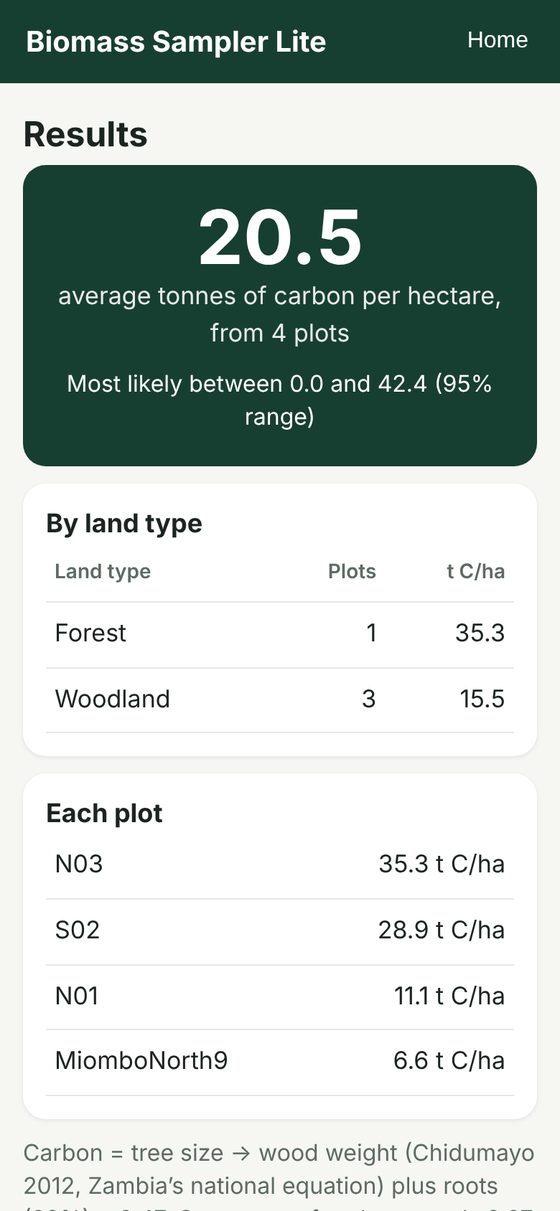 Biomass Sampler Lite Home
Results
20.5
average tonnes of carbon per hectare,
from 4 plots
Most likely between 0.0 and 42.4 (95%
range)
By land type
Land type Plots t C/ha
Forest 1 35.3
Woodland 3 15.5
Each plot
N03 35.3 t C/ha
S02 28.9 t C/ha
N01 11.1 t C/ha
MiomboNorth9 6.6 t C/ha
Carbon = tree size → wood weight (Chidumayo
2012, Zambia’s national equation) plus roots